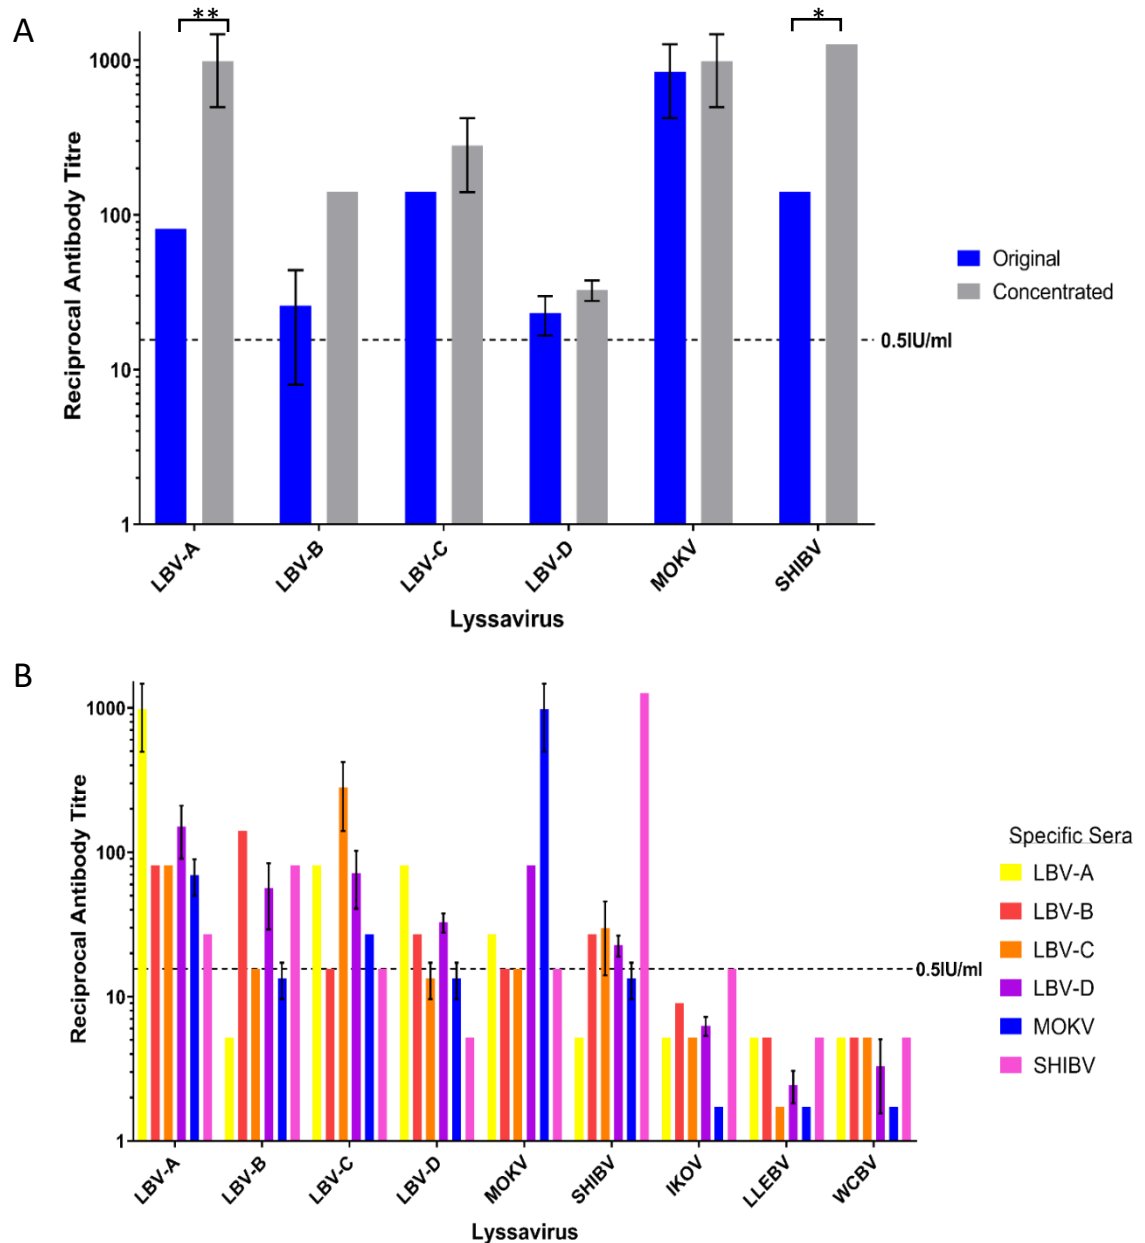 A
** *
1000
100
10
1
Reciprocal Antibody Titre
0.5IU/ml
Original
Concentrated
LBV-A LBV-B LBV-C LBV-D MOKV SHIBV
Lyssavirus
B
1000
100
10
1
Reciprocal Antibody Titre
0.5IU/ml
Specific Sera
LBV-A
LBV-B
LBV-C
LBV-D
MOKV
SHIBV
LBV-A LBV-B LBV-C LBV-D MOKV SHIBV IKOV LLEBV WCBV
Lyssavirus